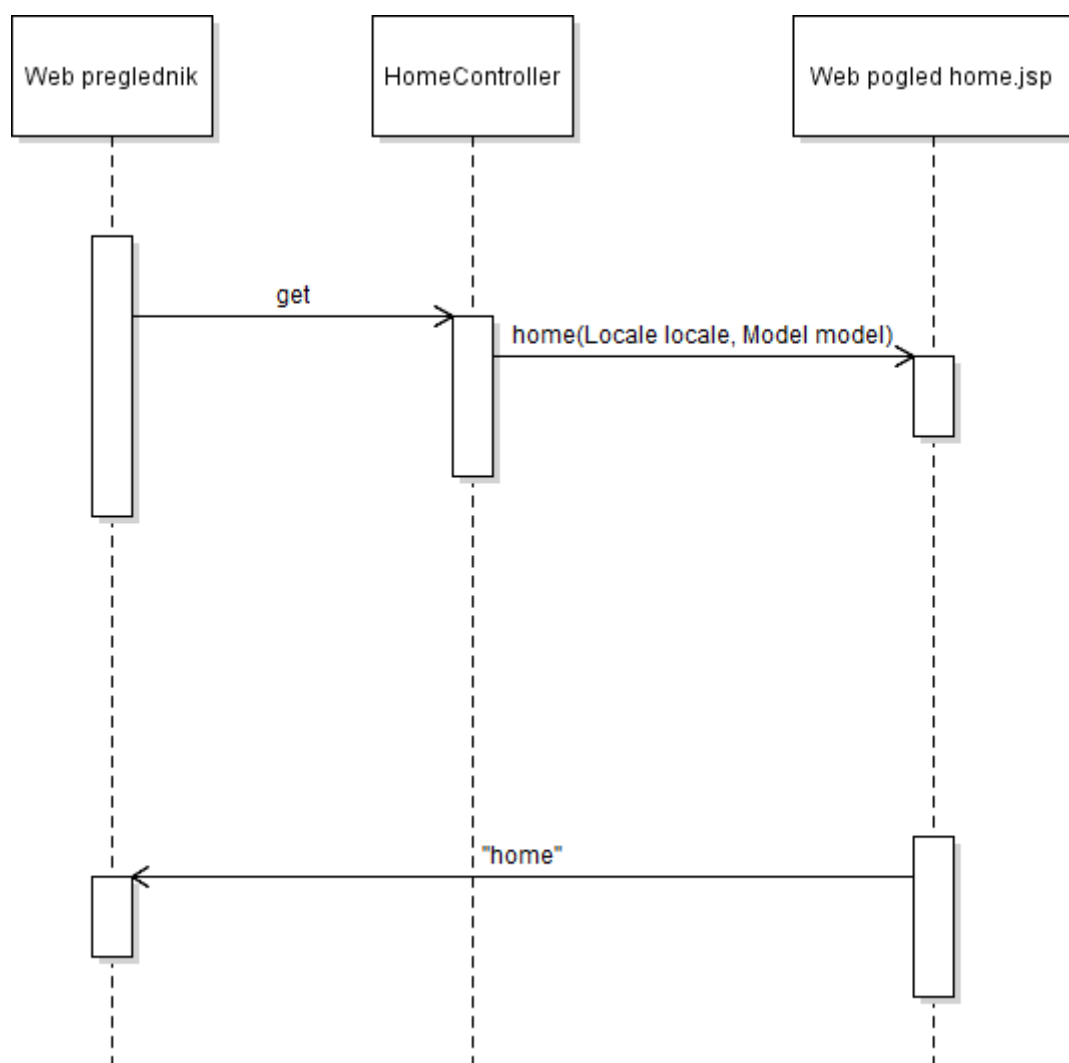 Web preglednik
HomeController
Web pogled home.jsp
get
home(Locale locale, Model model)
"home"